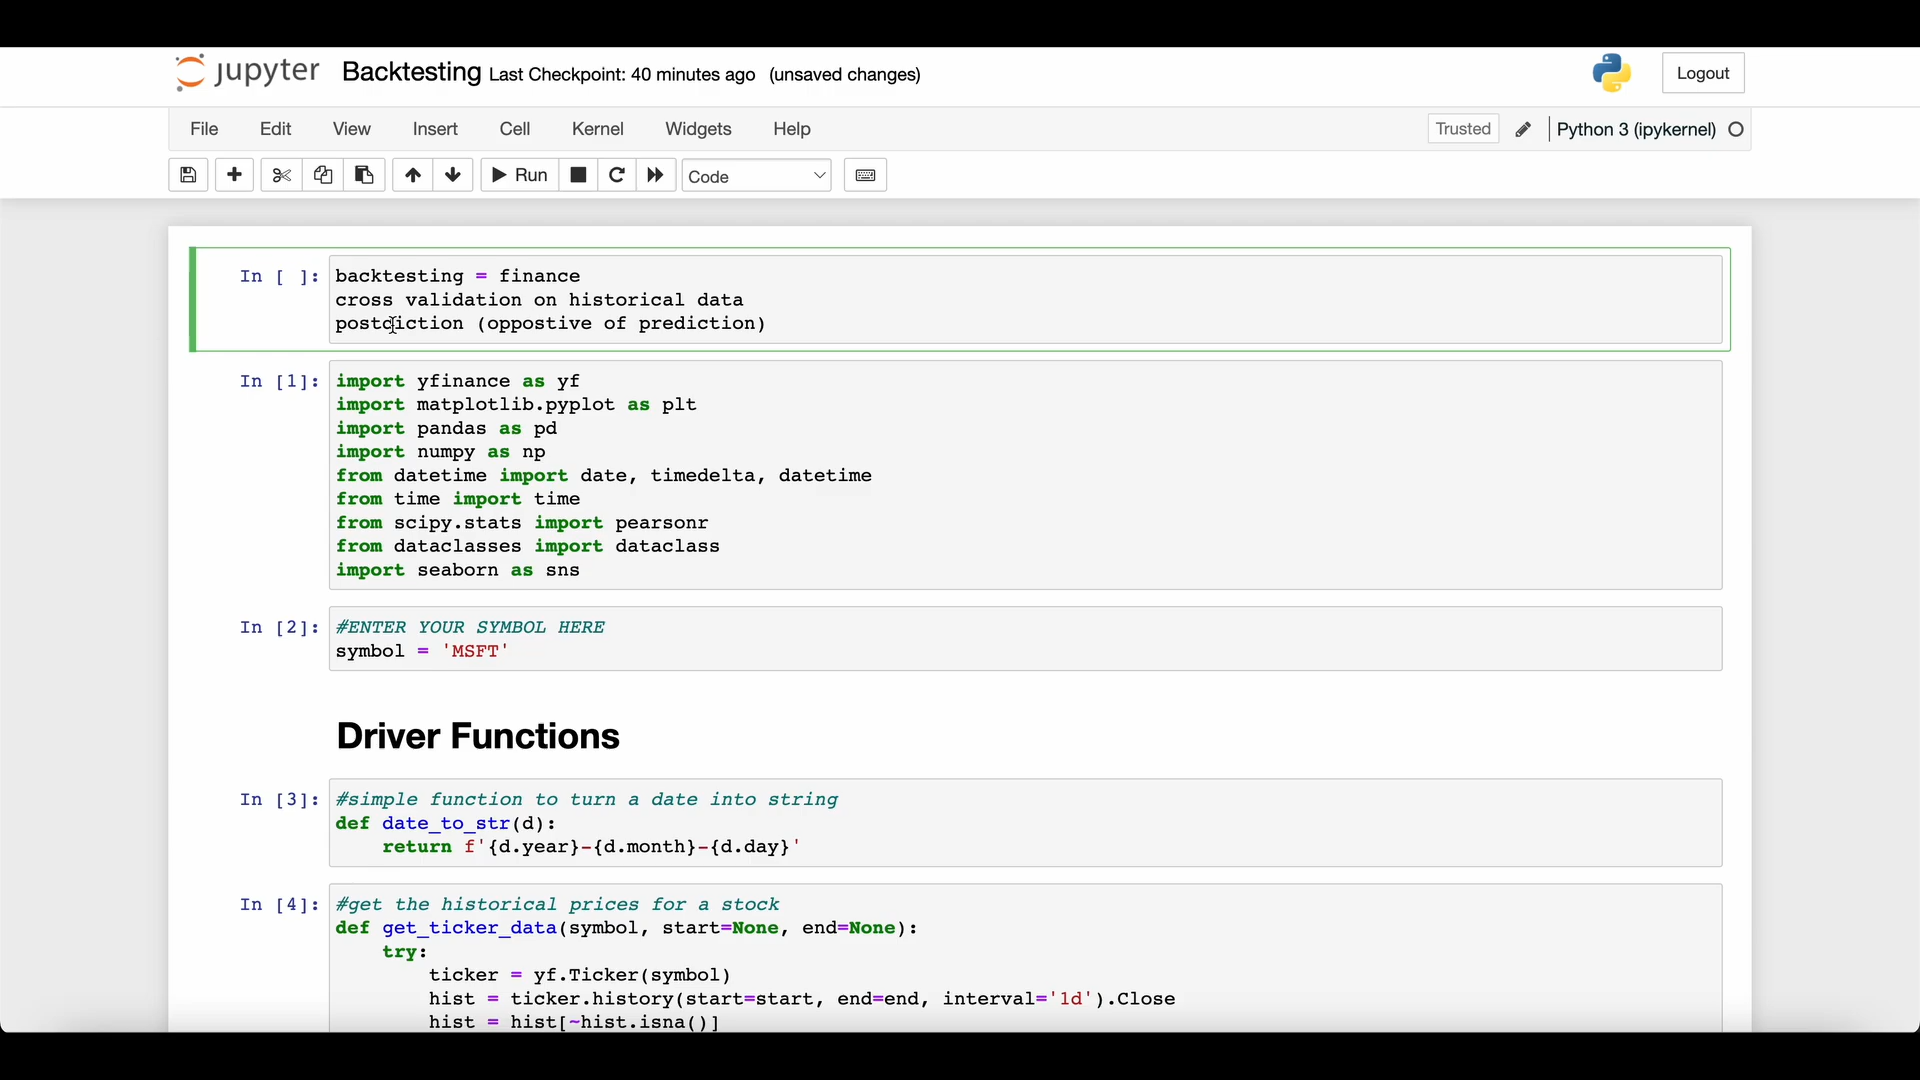 jupyter Backtesting Last Checkpoint: 40 minutes ago (unsaved changes)
Logout
File Edit View Insert Cell Kernel Widgets Help
Trusted Python 3 (ipykernel)
Run Code
In [ ]: backtesting = finance
cross validation on historical data
postdiction (oppostive of prediction)
In [1]: import yfinance as yf
import matplotlib.pyplot as plt
import pandas as pd
import numpy as np
from datetime import date, timedelta, datetime
from time import time
from scipy.stats import pearsonr
from dataclasses import dataclass
import seaborn as sns
In [2]: #ENTER YOUR SYMBOL HERE
symbol = 'MSFT'
Driver Functions
In [3]: #simple function to turn a date into string
def date_to_str(d):
    return f'{d.year}-{d.month}-{d.day}'
In [4]: #get the historical prices for a stock
def get_ticker_data(symbol, start=None, end=None):
    try:
        ticker = yf.Ticker(symbol)
        hist = ticker.history(start=start, end=end, interval='1d').Close
        hist = hist[~hist.isna()]